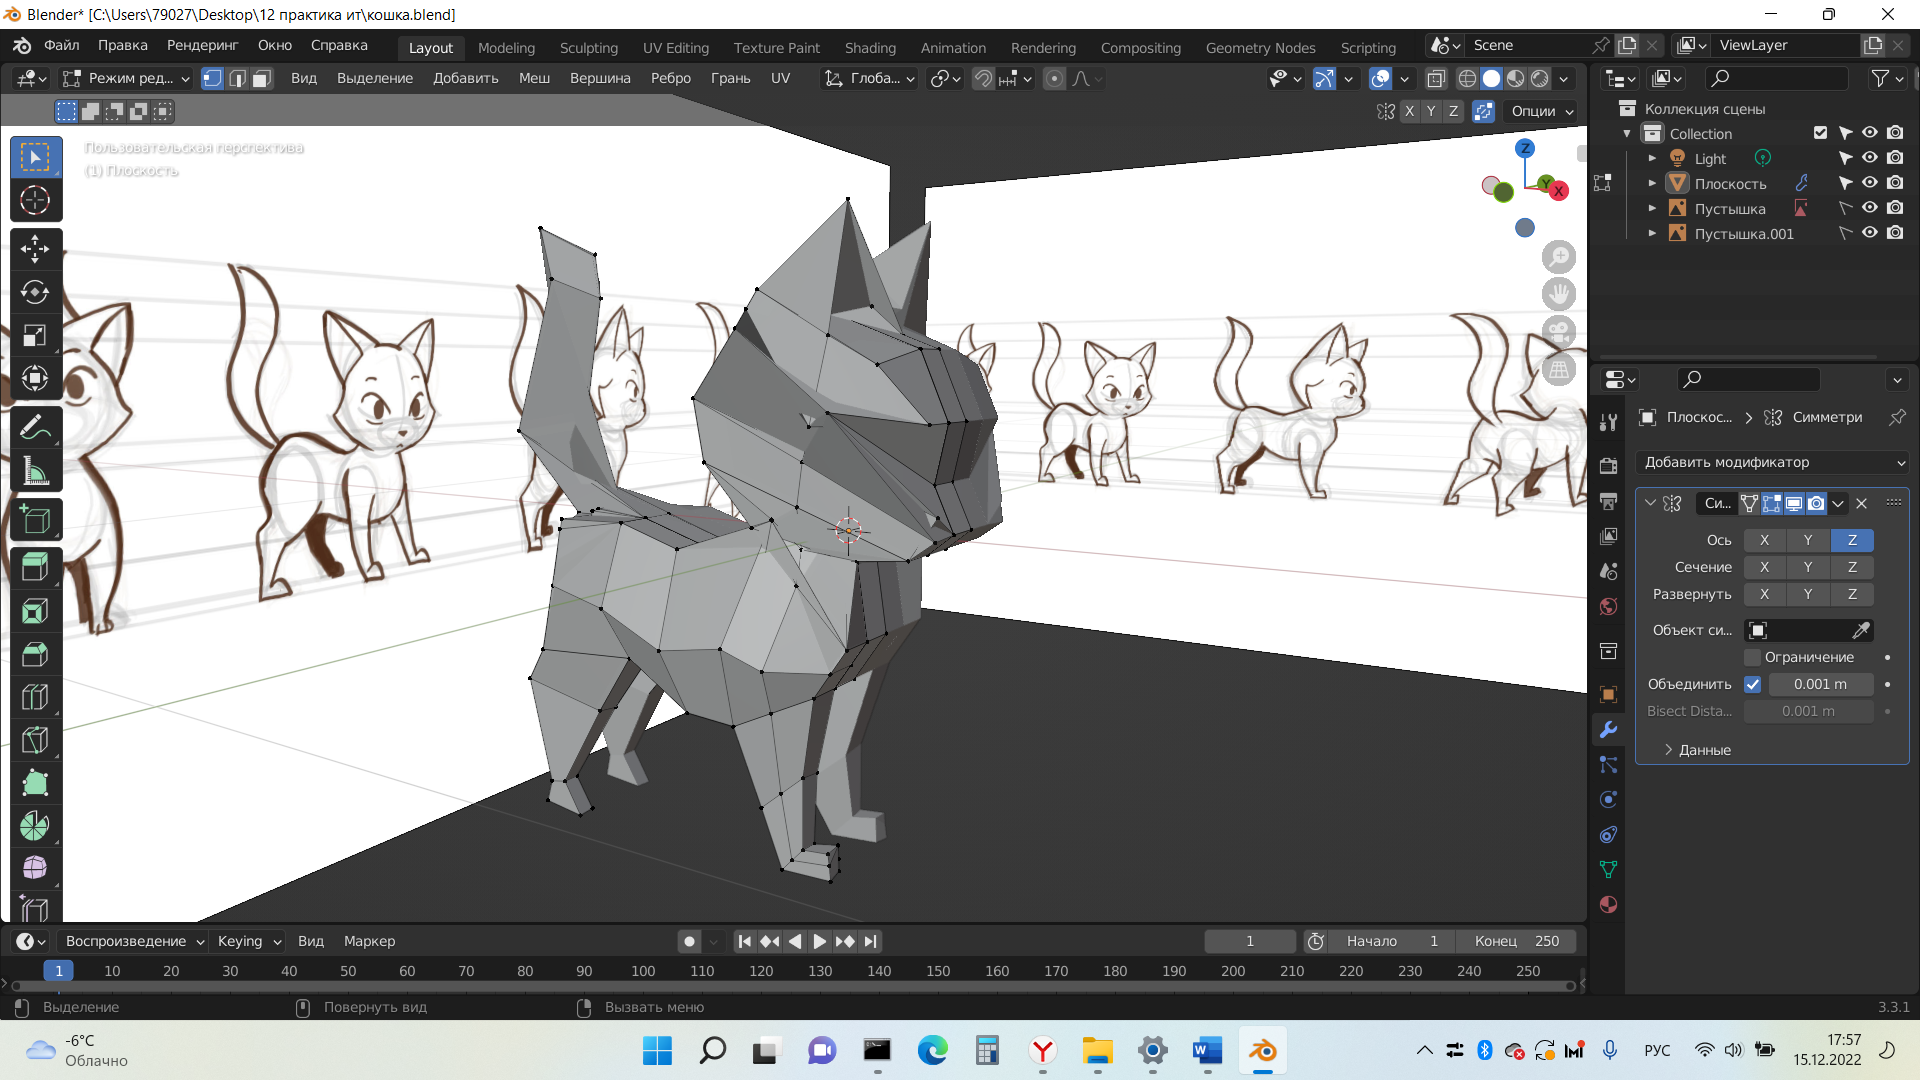 Blender* [C:\Users\79027\Desktop\12 практика ит\кошка.blend]
Файл Правка Рендеринг Окно Справка Layout Modeling Sculpting UV Editing Texture Paint Shading Animation Rendering Compositing Geometry Nodes Scripting Scene ViewLayer
Режим ред... Вид Выделение Добавить Меш Вершина Ребро Грань UV Глоба...
X Y Z Опции
Пользовательская перспектива
(1) Плоскость
Z
Y
X
Коллекция сцены
Collection
Light
Плоскость
Пустышка
Пустышка.001
Плоскос... Симметри
Добавить модификатор
Си...
Ось X Y Z
Сечение X Y Z
Развернуть X Y Z
Объект си...
Ограничение
Объединить 0.001 m
Bisect Dista... 0.001 m
Данные
Воспроизведение Keying Вид Маркер 1 Начало 1 Конец 250
1 10 20 30 40 50 60 70 80 90 100 110 120 130 140 150 160 170 180 190 200 210 220 230 240 250
Выделение Повернуть вид Вызвать меню 3.3.1
-6°C
Облачно
РУС
17:57
15.12.2022